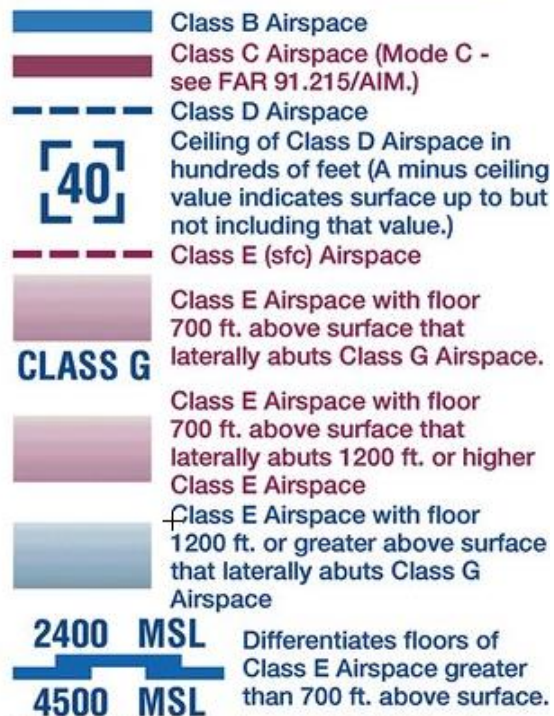 Class B Airspace
Class C Airspace (Mode C -
see FAR 91.215/AIM.)
Class D Airspace
40
Ceiling of Class D Airspace in
hundreds of feet (A minus ceiling
value indicates surface up to but
not including that value.)
Class E (sfc) Airspace
Class E Airspace with floor
700 ft. above surface that
laterally abuts Class G Airspace.
CLASS G
Class E Airspace with floor
700 ft. above surface that
laterally abuts 1200 ft. or higher
Class E Airspace
Class E Airspace with floor
1200 ft. or greater above surface
that laterally abuts Class G
Airspace
2400 MSL
4500 MSL
Differentiates floors of
Class E Airspace greater
than 700 ft. above surface.